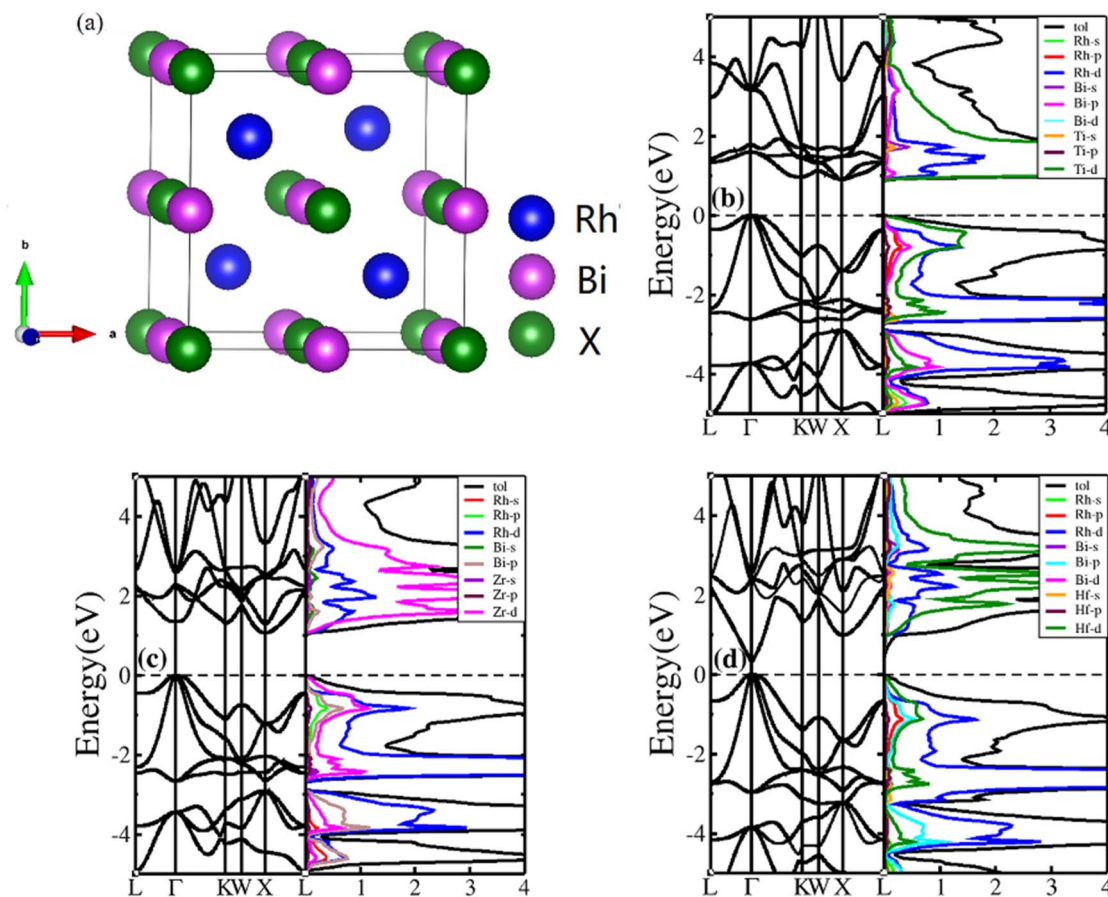 (a)
Rh
Bi
X
b
a
Energy(eV)
4
2
0
-2
-4
(b)
L Γ K W X L 1 2 3 4
tol
Rh-s
Rh-p
Rh-d
Bi-s
Bi-p
Bi-d
Ti-s
Ti-p
Ti-d
Energy(eV)
4
2
0
-2
-4
(c)
L Γ K W X L 1 2 3 4
tol
Rh-s
Rh-p
Rh-d
Bi-s
Bi-p
Zr-s
Zr-p
Zr-d
Energy(eV)
4
2
0
-2
-4
(d)
L Γ K W X L 1 2 3 4
tol
Rh-s
Rh-p
Rh-d
Bi-s
Bi-p
Bi-d
Hf-s
Hf-p
Hf-d